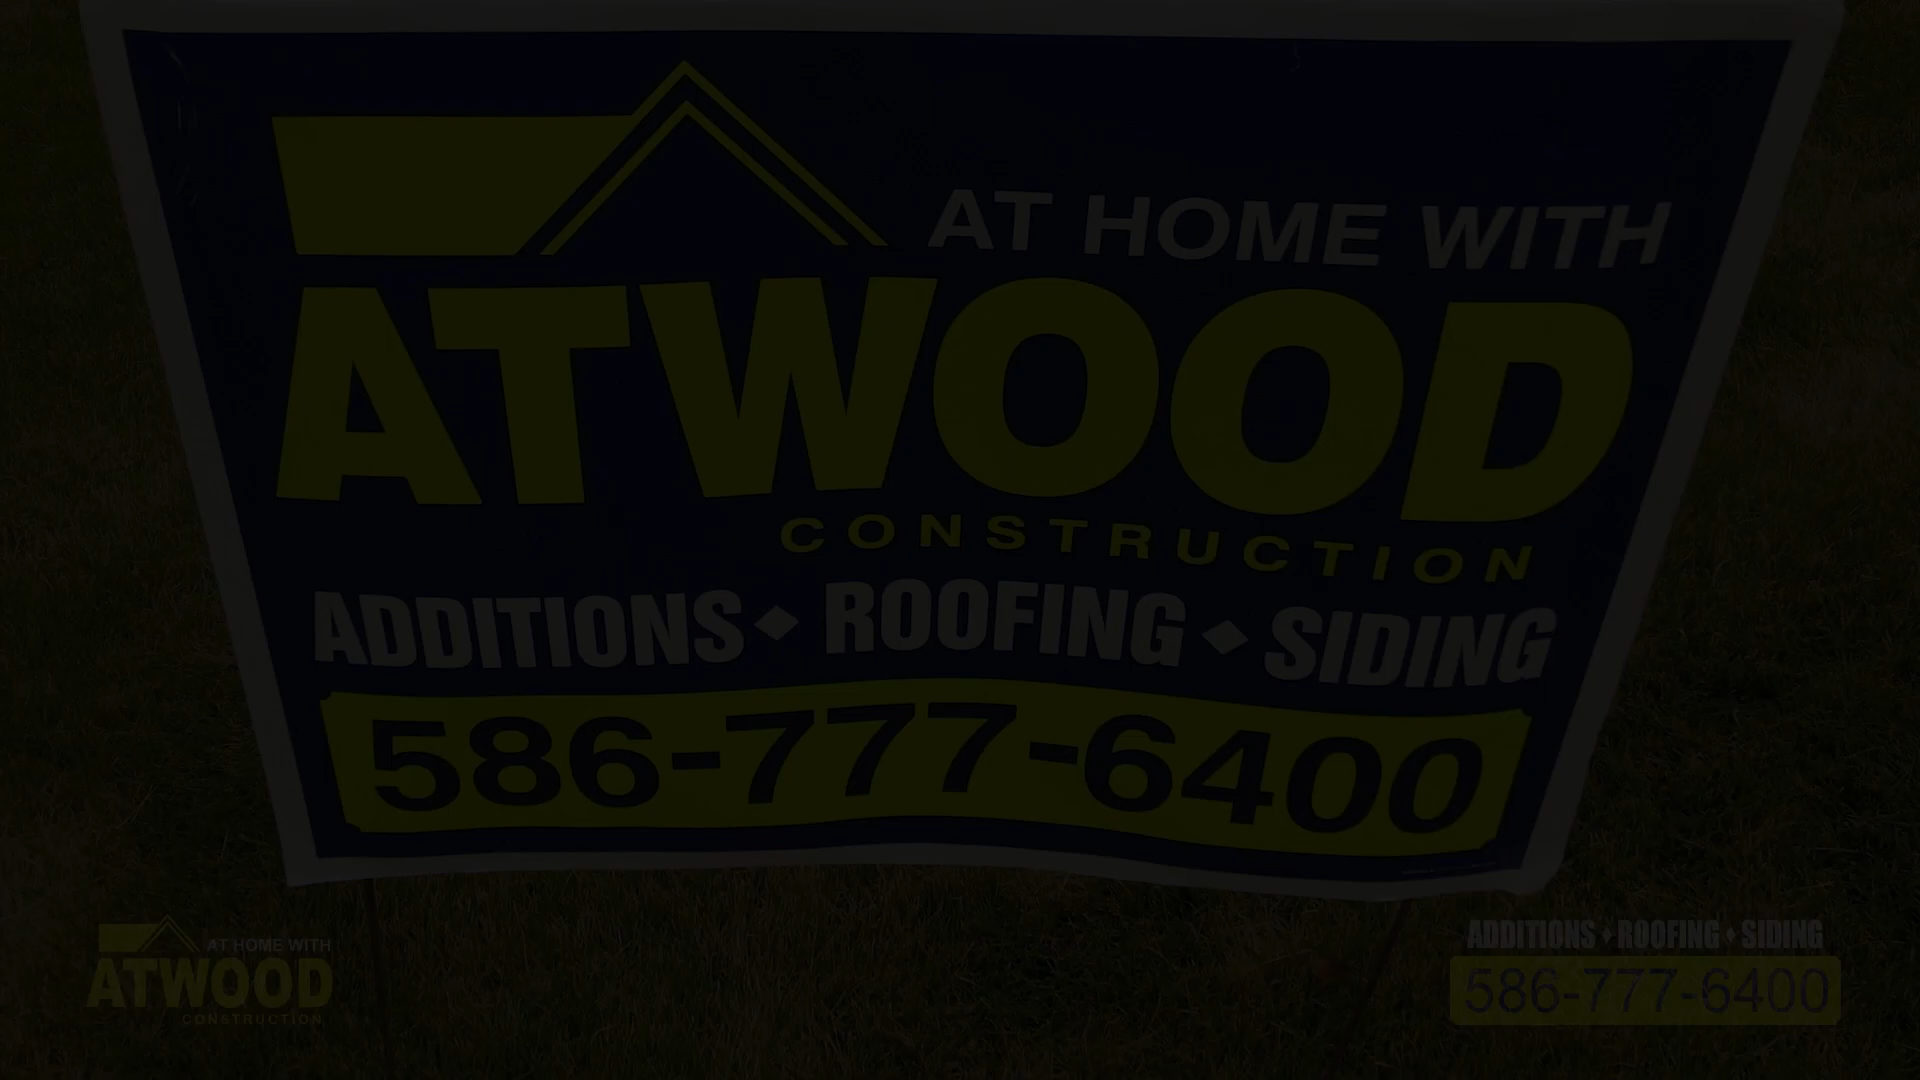 AT HOME WITH
ATWOOD
CONSTRUCTION
ADDITIONS ◆ ROOFING ◆ SIDING
586-777-6400
AT HOME WITH
ATWOOD
CONSTRUCTION
ADDITIONS ◆ ROOFING ◆ SIDING
586-777-6400